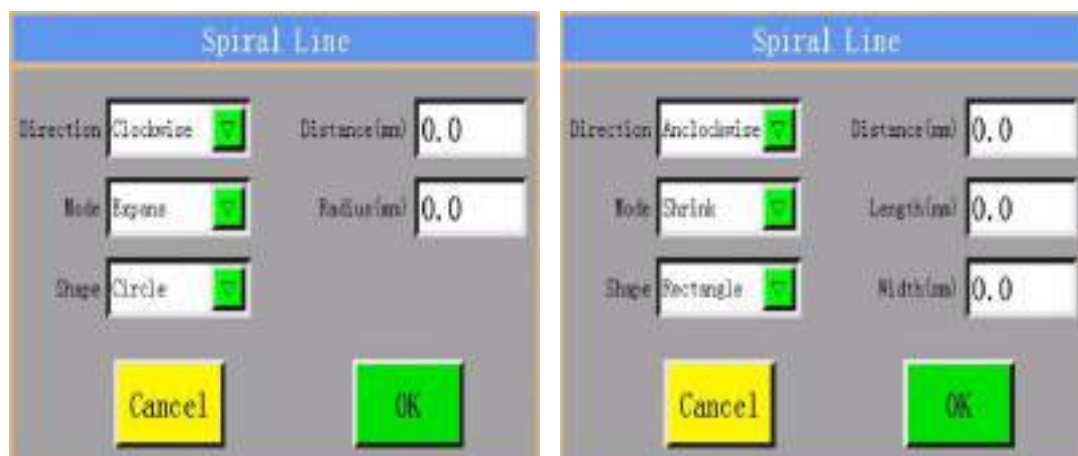 Spiral Line
Direction Clockwise Distance(mm) 0.0
Mode Expans Radius(mm) 0.0
Shape Circle
Cancel OK
Spiral Line
Direction Anclockwise Distance(mm) 0.0
Mode Shrink Length(mm) 0.0
Shape Rectangle Width(mm) 0.0
Cancel OK